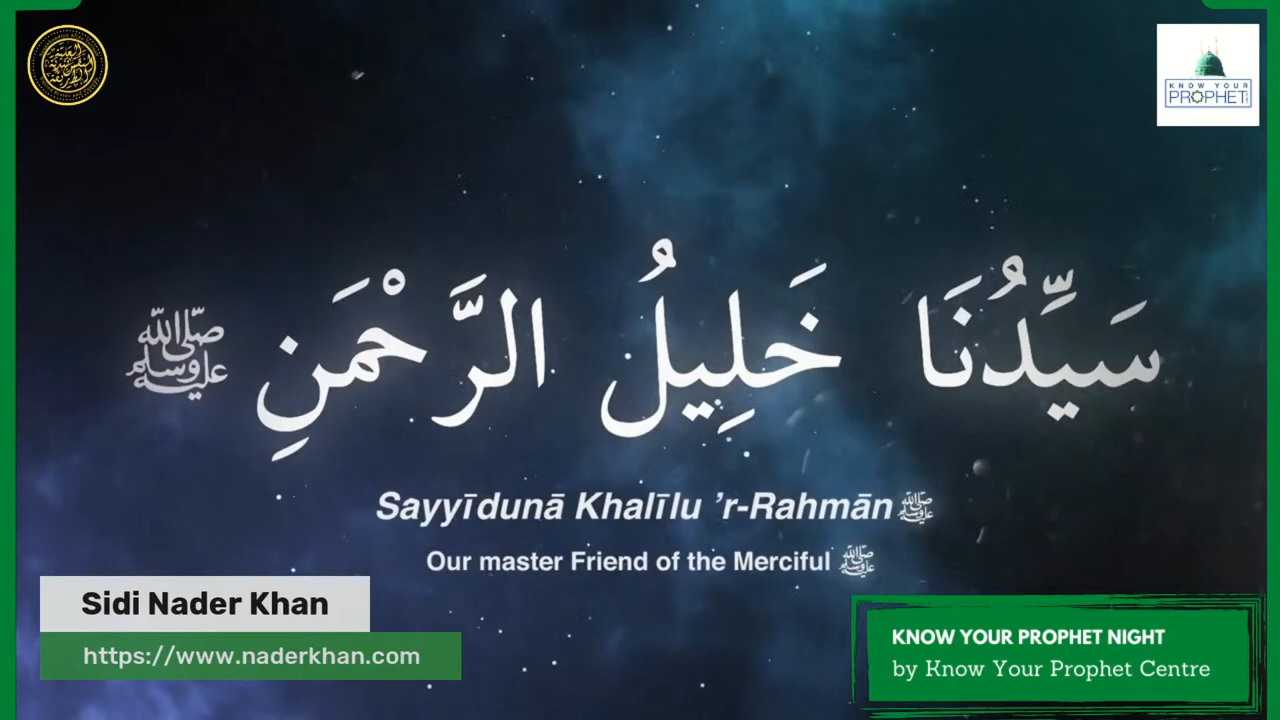 KNOW YOUR
PROPHET
سَيِّدُنَا خَلِيلُ الرَّحْمَنِ ﷺ
Sayyīdunā Khalīlu ’r-Rahmān ﷺ
Our master Friend of the Merciful ﷺ
Sidi Nader Khan
https://www.naderkhan.com
KNOW YOUR PROPHET NIGHT
by Know Your Prophet Centre